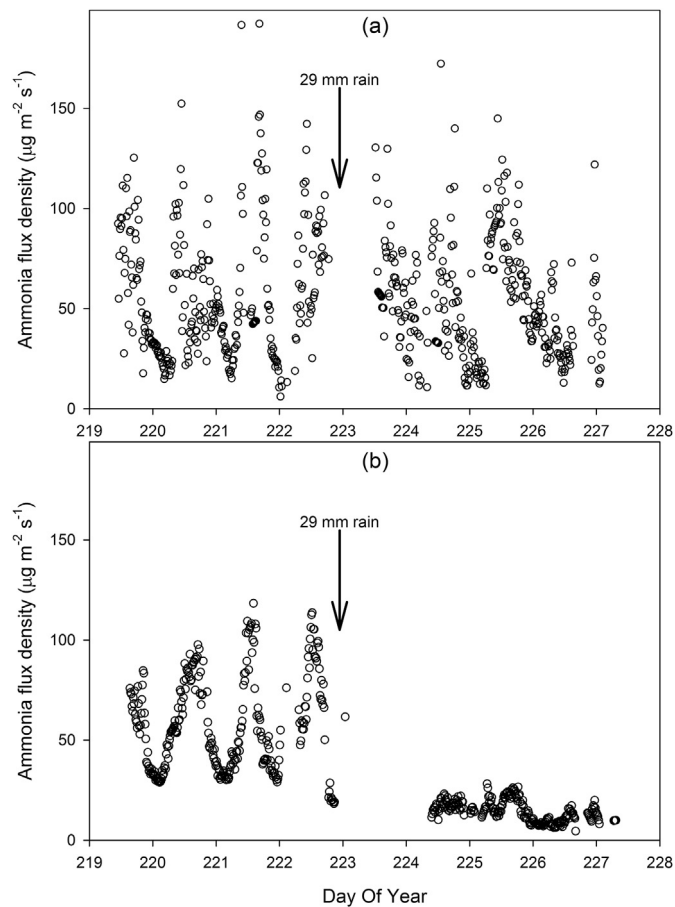 (a)
29 mm rain
Ammonia flux density (µg m⁻² s⁻¹)
150
100
50
0
219 220 221 222 223 224 225 226 227 228
(b)
29 mm rain
Ammonia flux density (µg m⁻² s⁻¹)
150
100
50
0
219 220 221 222 223 224 225 226 227 228
Day Of Year